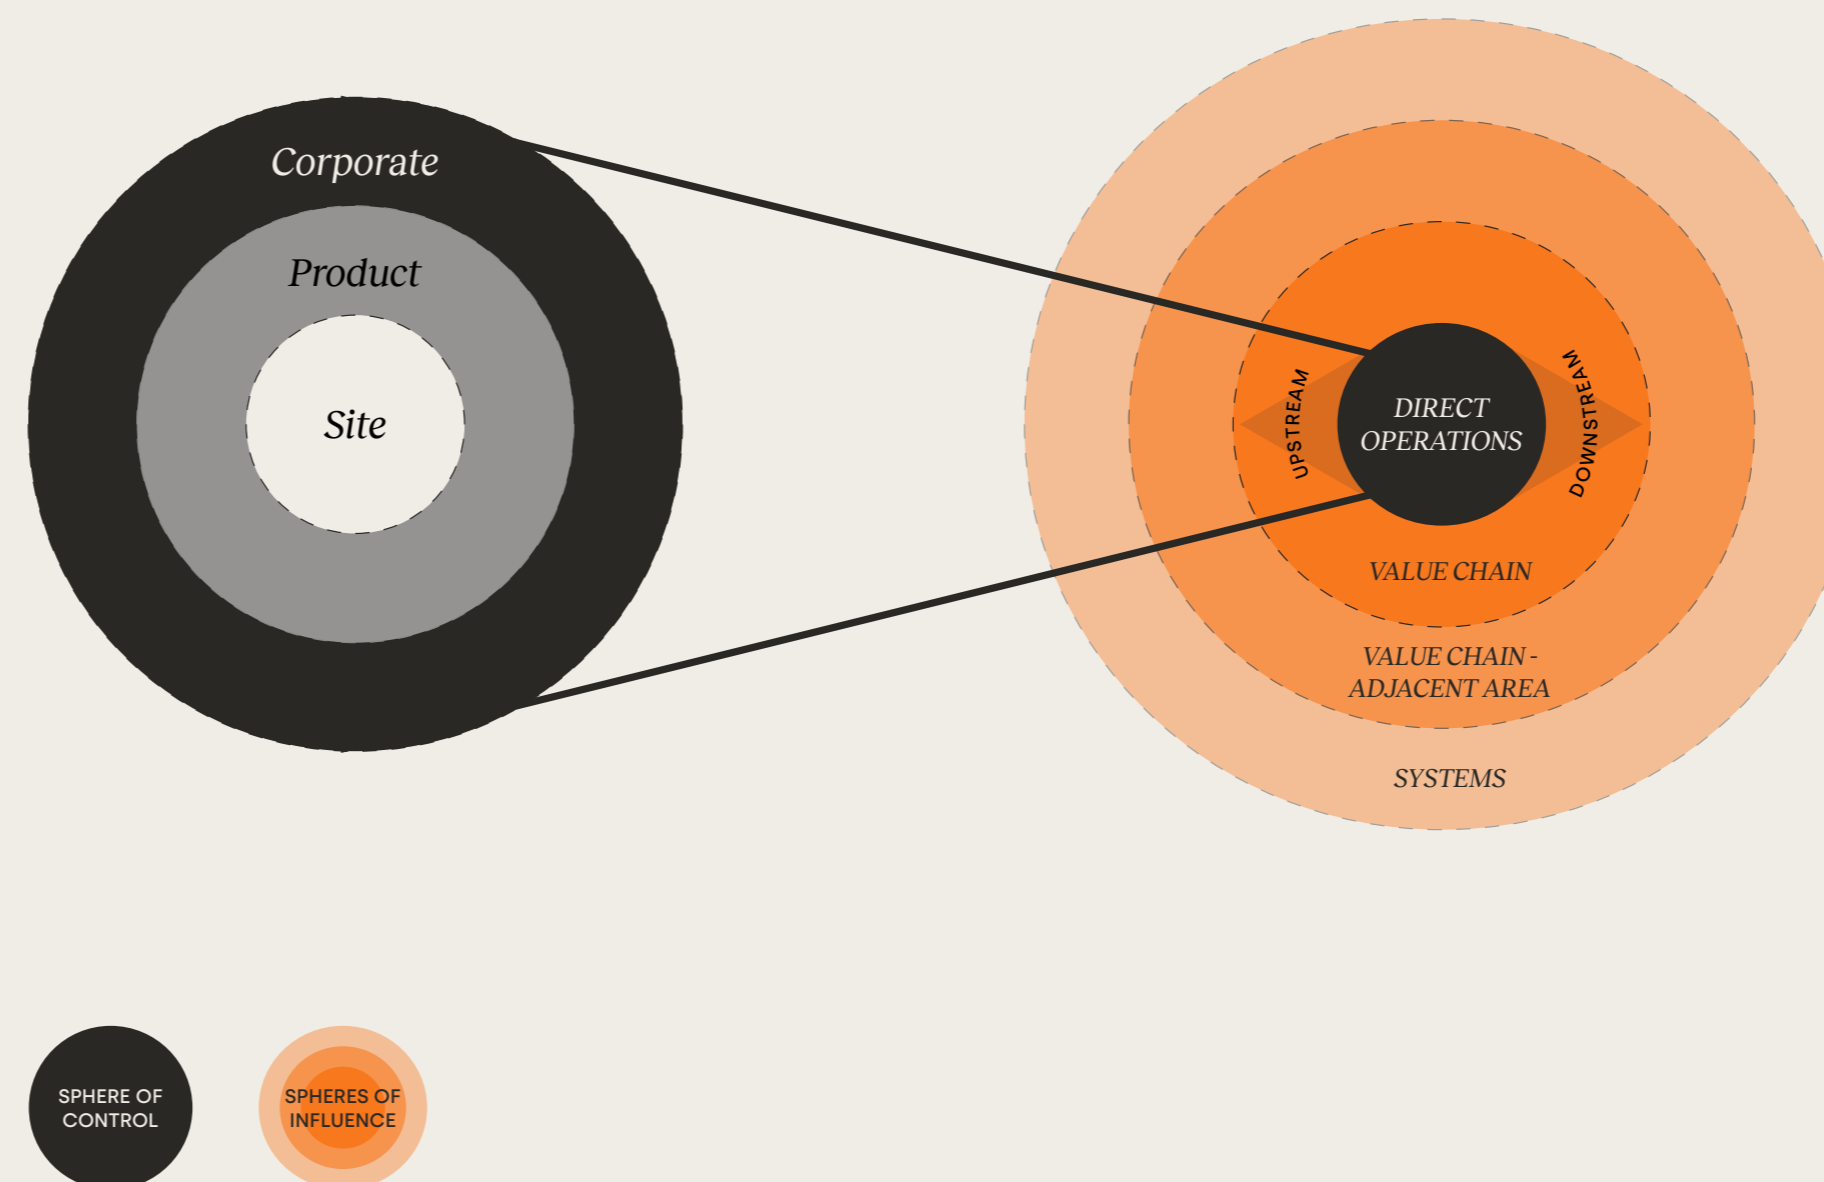 Corporate
Product
Site
UPSTREAM
DIRECT
OPERATIONS
DOWNSTREAM
VALUE CHAIN
VALUE CHAIN -
ADJACENT AREA
SYSTEMS
SPHERE OF
CONTROL
SPHERES OF
INFLUENCE